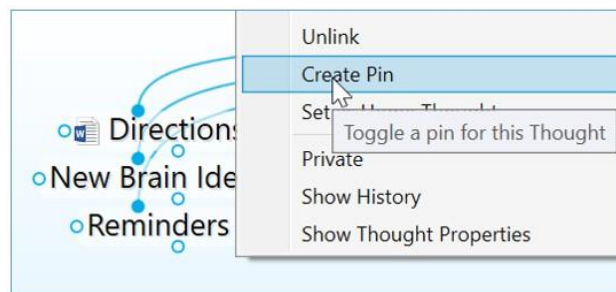 Unlink
Create Pin
Set
Toggle a pin for this Thought
Private
Show History
Show Thought Properties
Directions
New Brain Ide
Reminders